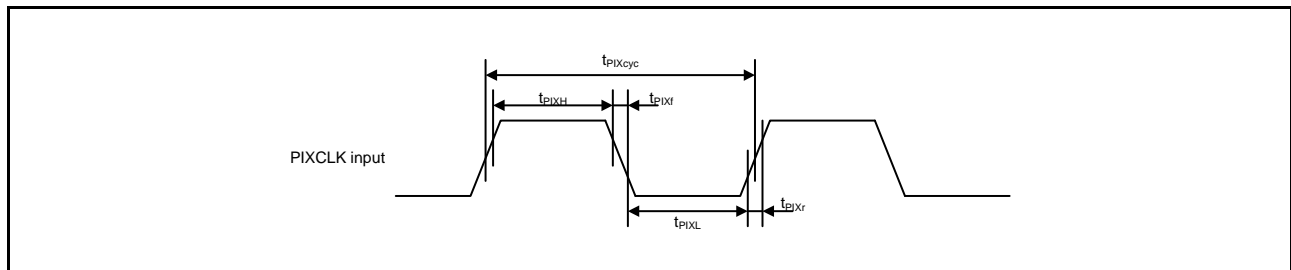 tPIXcyc
tPIXH
tPIXf
PIXCLK input
tPIXL
tPIXr